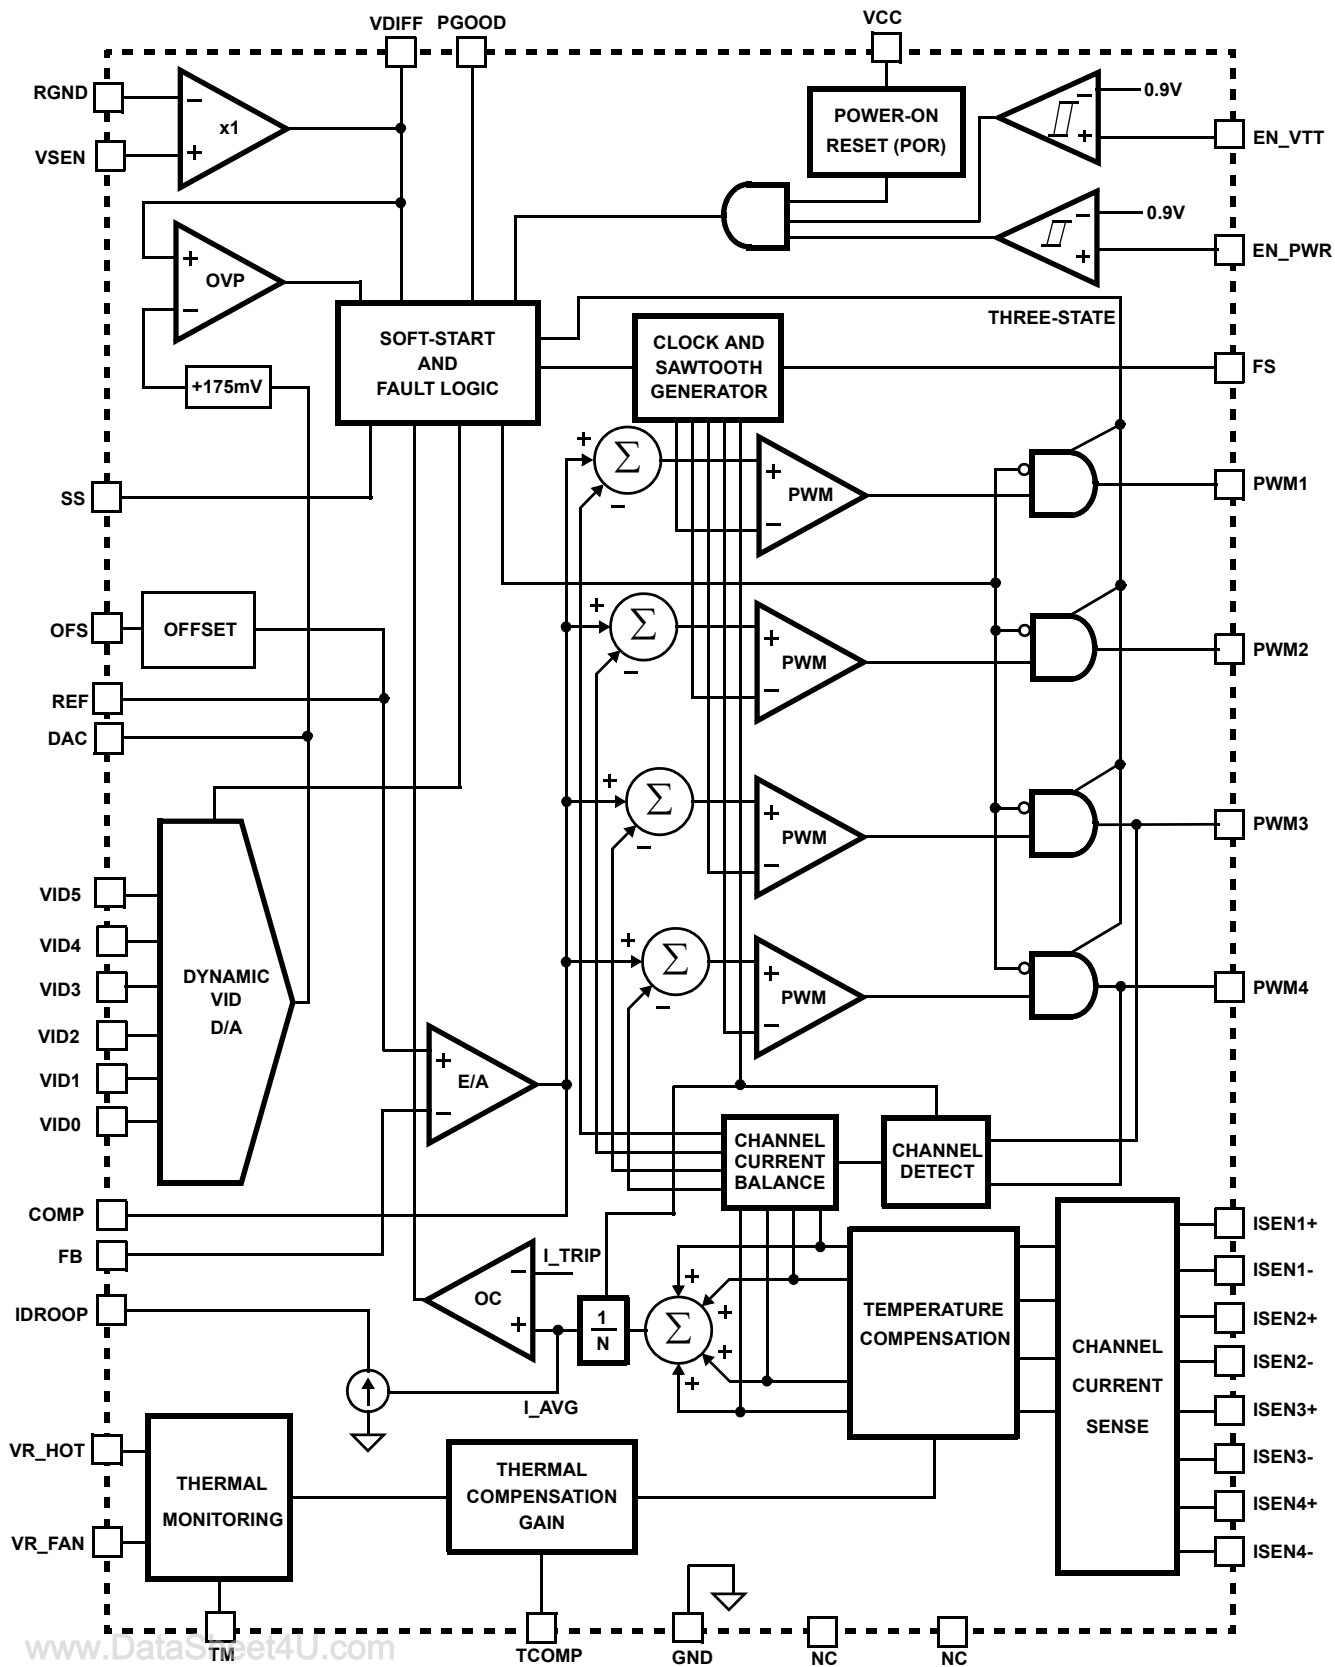 VDIFF PGOOD VCC
RGND
−
x1
VSEN
+
POWER-ON
RESET (POR)
− 0.9V
+
EN_VTT
− 0.9V
+
EN_PWR
+
OVP
−
THREE-STATE
SOFT-START
AND
FAULT LOGIC
CLOCK AND
SAWTOOTH
GENERATOR
FS
+175mV
+
Σ
−
+
PWM
−
SS
PWM1
OFS
OFFSET
+
Σ
−
+
PWM
−
PWM2
REF
DAC
+
Σ
−
+
PWM
−
PWM3
VID5
VID4
VID3
VID2
VID1
VID0
DYNAMIC
VID
D/A
+
Σ
−
+
PWM
−
PWM4
+
E/A
−
CHANNEL
CURRENT
BALANCE
CHANNEL
DETECT
COMP
FB
I_TRIP
−
OC
+
1
N
+
+
Σ
+
+
TEMPERATURE
COMPENSATION
CHANNEL
CURRENT
SENSE
ISEN1+
ISEN1-
ISEN2+
ISEN2-
ISEN3+
ISEN3-
ISEN4+
ISEN4-
IDROOP
I_AVG
VR_HOT
VR_FAN
THERMAL
MONITORING
THERMAL
COMPENSATION
GAIN
TM TCOMP GND NC NC
www.DataSheet4U.com